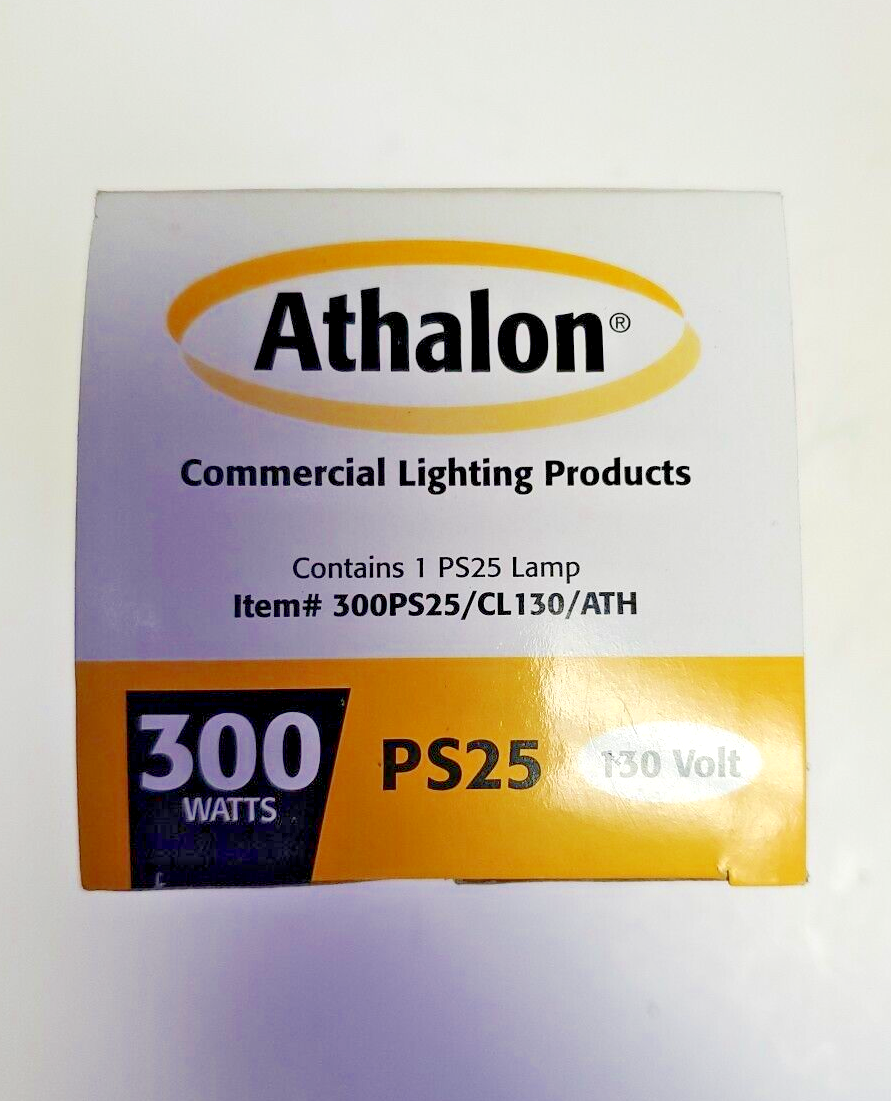 Athalon®
Commercial Lighting Products
Contains 1 PS25 Lamp
Item# 300PS25/CL130/ATH
300
WATTS
PS25
130 Volt